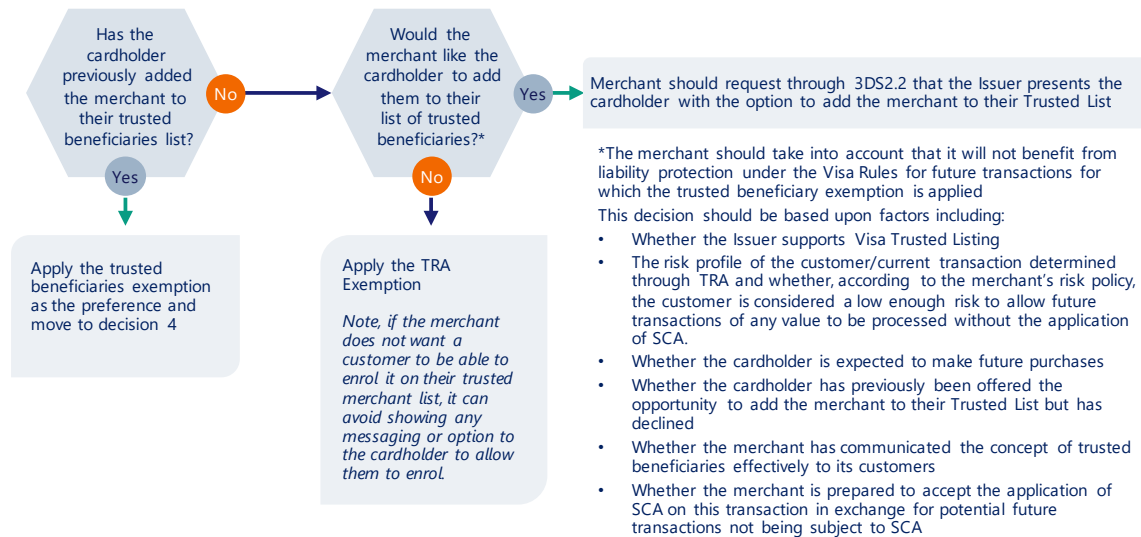 Has the
cardholder
previously added
the merchant to
their trusted
beneficiaries list?
No
Yes
Apply the trusted
beneficiaries exemption
as the preference and
move to decision 4
Would the
merchant like the
cardholder to add
them to their
list of trusted
beneficiaries?*
Yes
No
Apply the TRA
Exemption
Note, if the merchant
does not want a
customer to be able to
enrol it on their trusted
merchant list, it can
avoid showing any
messaging or option to
the cardholder to allow
them to enrol.
Merchant should request through 3DS2.2 that the Issuer presents the
cardholder with the option to add the merchant to their Trusted List
*The merchant should take into account that it will not benefit from
liability protection under the Visa Rules for future transactions for
which the trusted beneficiary exemption is applied
This decision should be based upon factors including:
• Whether the Issuer supports Visa Trusted Listing
• The risk profile of the customer/current transaction determined
through TRA and whether, according to the merchant's risk policy,
the customer is considered a low enough risk to allow future
transactions of any value to be processed without the application
of SCA.
• Whether the cardholder is expected to make future purchases
• Whether the cardholder has previously been offered the
opportunity to add the merchant to their Trusted List but has
declined
• Whether the merchant has communicated the concept of trusted
beneficiaries effectively to its customers
• Whether the merchant is prepared to accept the application of
SCA on this transaction in exchange for potential future
transactions not being subject to SCA